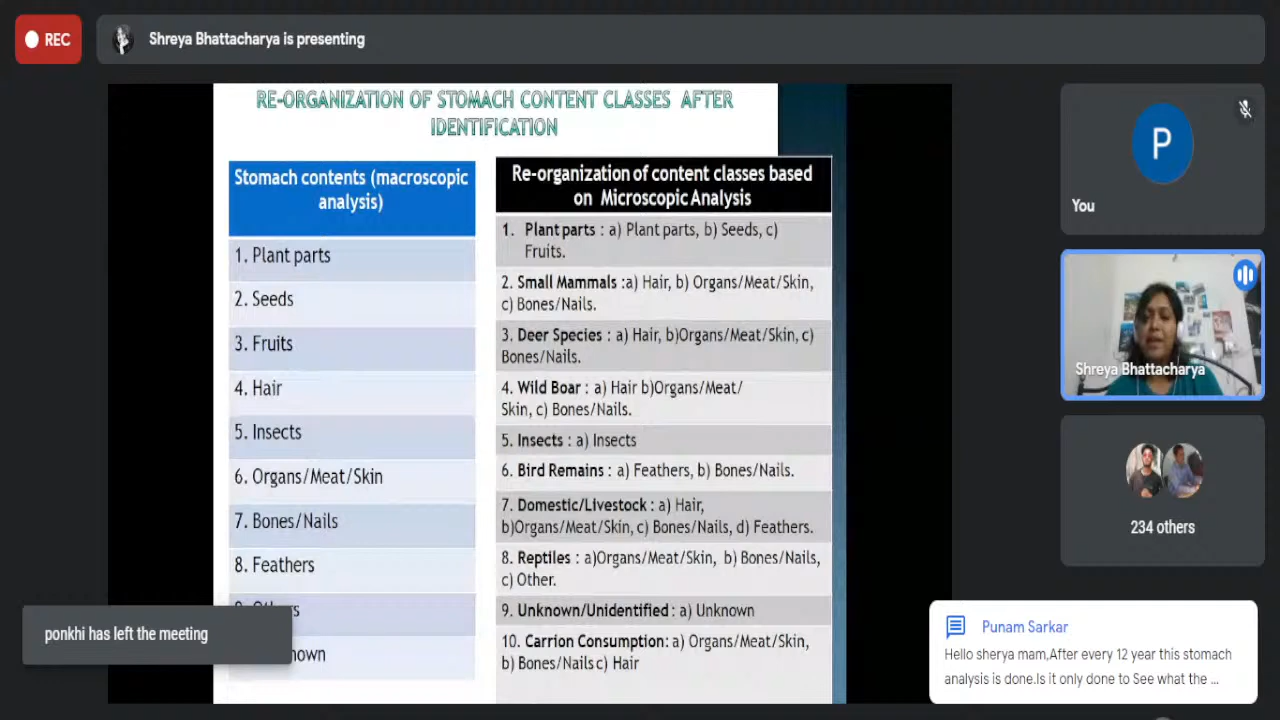 REC
Shreya Bhattacharya is presenting
RE-ORGANIZATION OF STOMACH CONTENT CLASSES AFTER
IDENTIFICATION
Stomach contents (macroscopic
analysis)
1. Plant parts
2. Seeds
3. Fruits
4. Hair
5. Insects
6. Organs/Meat/Skin
7. Bones/Nails
8. Feathers
Re-organization of content classes based
on Microscopic Analysis
1. Plant parts : a) Plant parts, b) Seeds, c)
Fruits.
2. Small Mammals :a) Hair, b) Organs/Meat/Skin,
c) Bones/Nails.
3. Deer Species : a) Hair, b)Organs/Meat/Skin, c)
Bones/Nails.
4. Wild Boar : a) Hair b)Organs/Meat/
Skin, c) Bones/Nails.
5. Insects : a) Insects
6. Bird Remains : a) Feathers, b) Bones/Nails.
7. Domestic/Livestock : a) Hair,
b)Organs/Meat/Skin, c) Bones/Nails, d) Feathers.
8. Reptiles : a)Organs/Meat/Skin, b) Bones/Nails,
c) Other.
9. Unknown/Unidentified : a) Unknown
10. Carrion Consumption: a) Organs/Meat/Skin,
b) Bones/Nails c) Hair
ponkhi has left the meeting
P
You
Shreya Bhattacharya
234 others
Punam Sarkar
Hello sherya mam,After every 12 year this stomach
analysis is done.Is it only done to See what the ...